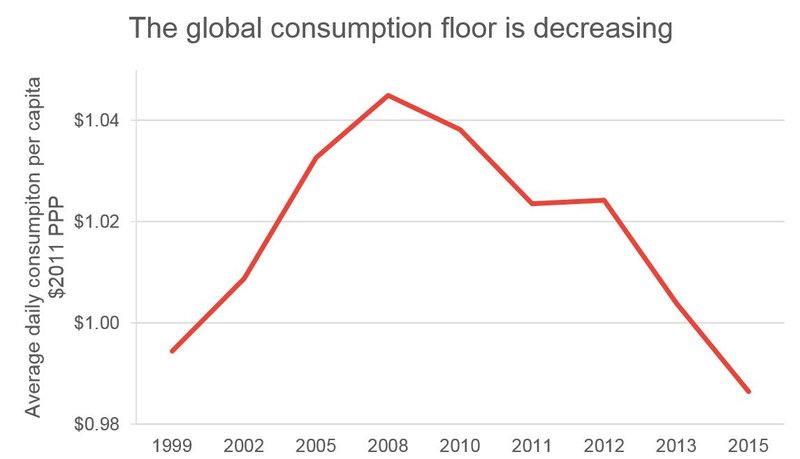 The global consumption floor is decreasing
Average daily consumpiton per capita
$2011 PPP
$1.04
$1.02
$1.00
$0.98
1999 2002 2005 2008 2010 2011 2012 2013 2015